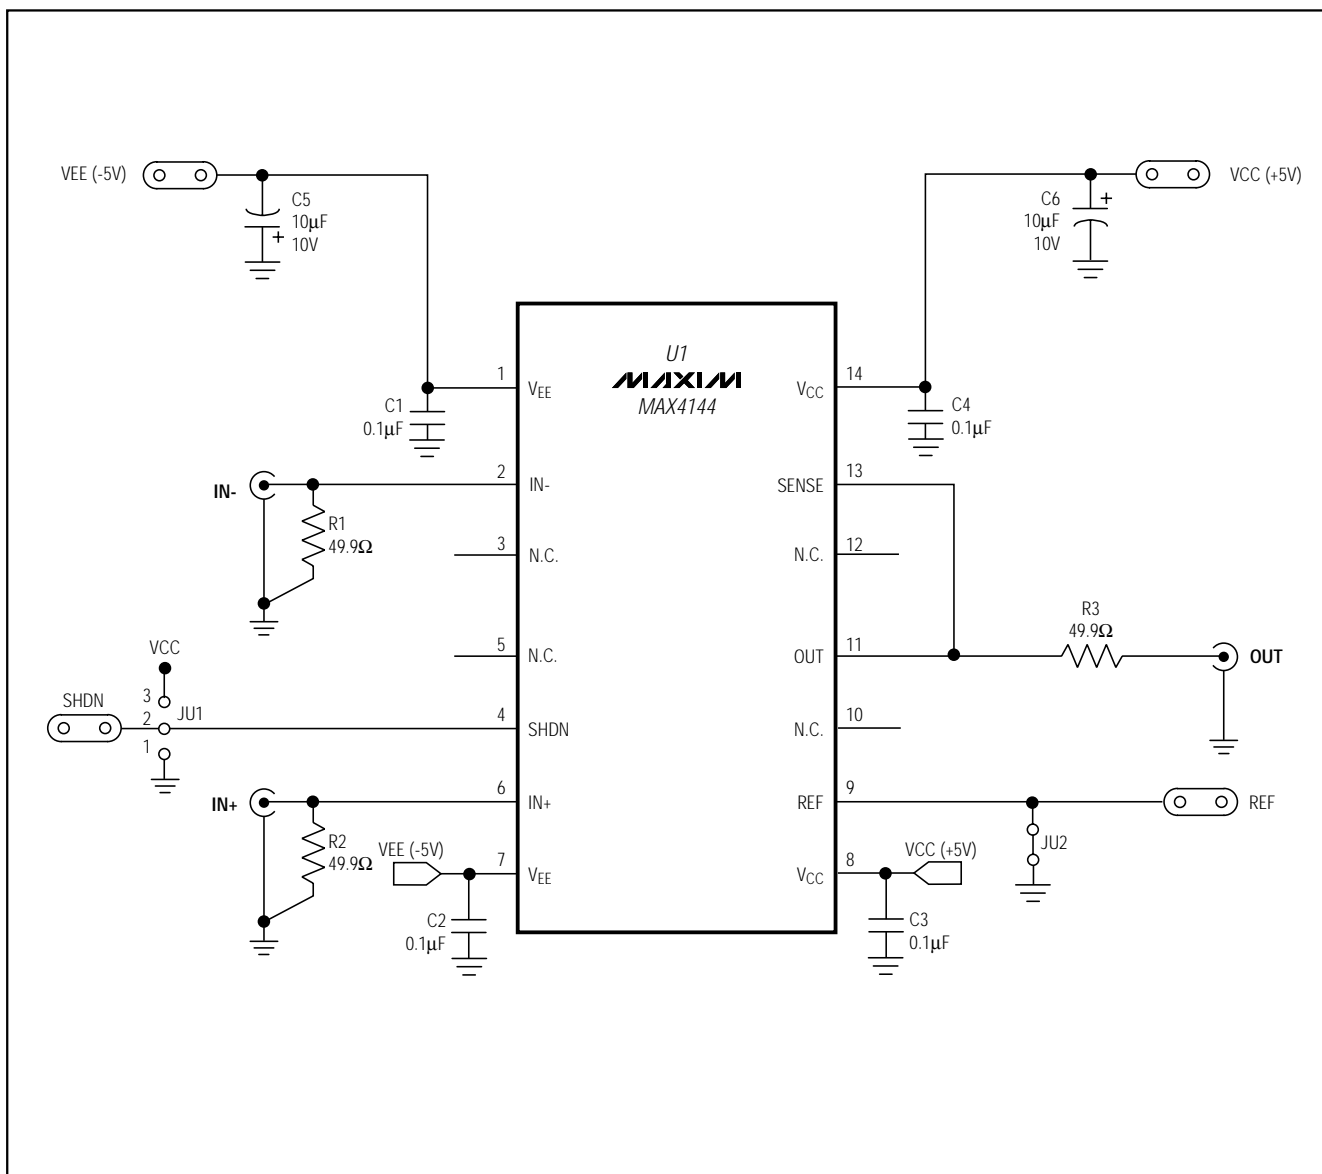 VEE (-5V)
C5
10µF
10V
+
VCC (+5V)
C6
10µF
10V
+
U1
MAXIM
MAX4144
1
VEE
C1
0.1µF
14
VCC
C4
0.1µF
IN-
2
IN-
R1
49.9Ω
13
SENSE
3
N.C.
12
N.C.
VCC
5
N.C.
11
OUT
R3
49.9Ω
OUT
SHDN
3
2
1
JU1
4
SHDN
10
N.C.
IN+
6
IN+
R2
49.9Ω
9
REF
REF
JU2
VEE (-5V)
7
VEE
C2
0.1µF
8
VCC
VCC (+5V)
C3
0.1µF